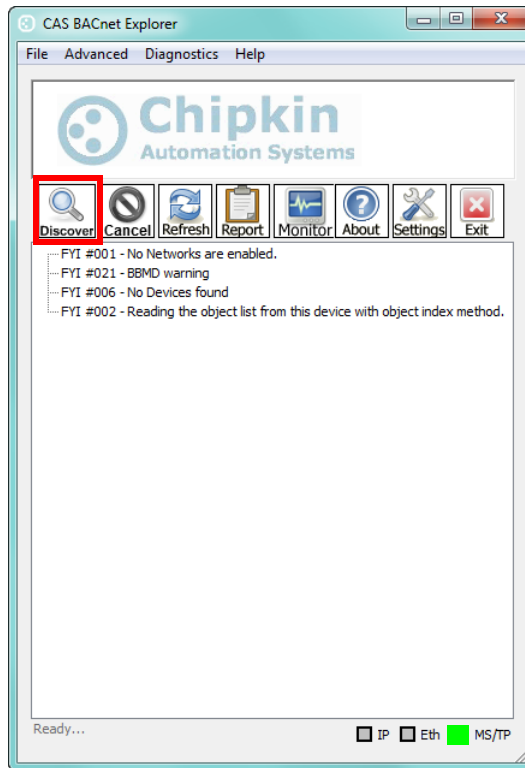 CAS BACnet Explorer
File Advanced Diagnostics Help
Chipkin
Automation Systems
Discover Cancel Refresh Report Monitor About Settings Exit
FYI #001 - No Networks are enabled.
FYI #021 - BBMD warning
FYI #006 - No Devices found
FYI #002 - Reading the object list from this device with object index method.
Ready... IP Eth MS/TP